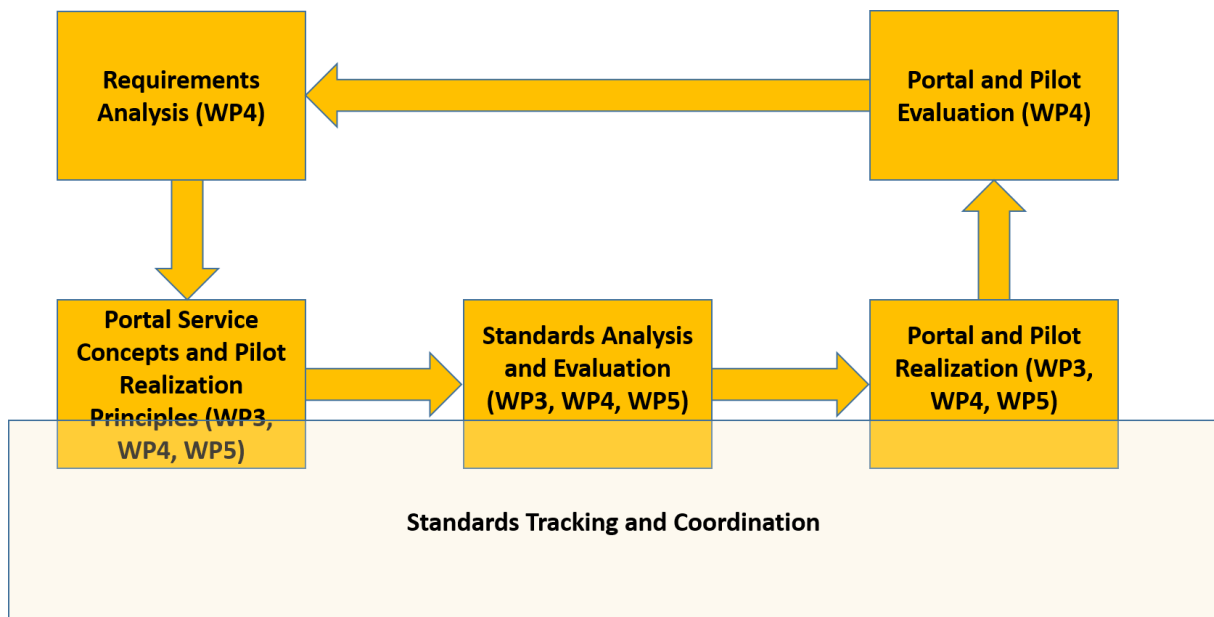 Requirements
Analysis (WP4)
Portal and Pilot
Evaluation (WP4)
Portal Service
Concepts and Pilot
Realization
Principles (WP3,
WP4, WP5)
Standards Analysis
and Evaluation
(WP3, WP4, WP5)
Portal and Pilot
Realization (WP3,
WP4, WP5)
Standards Tracking and Coordination